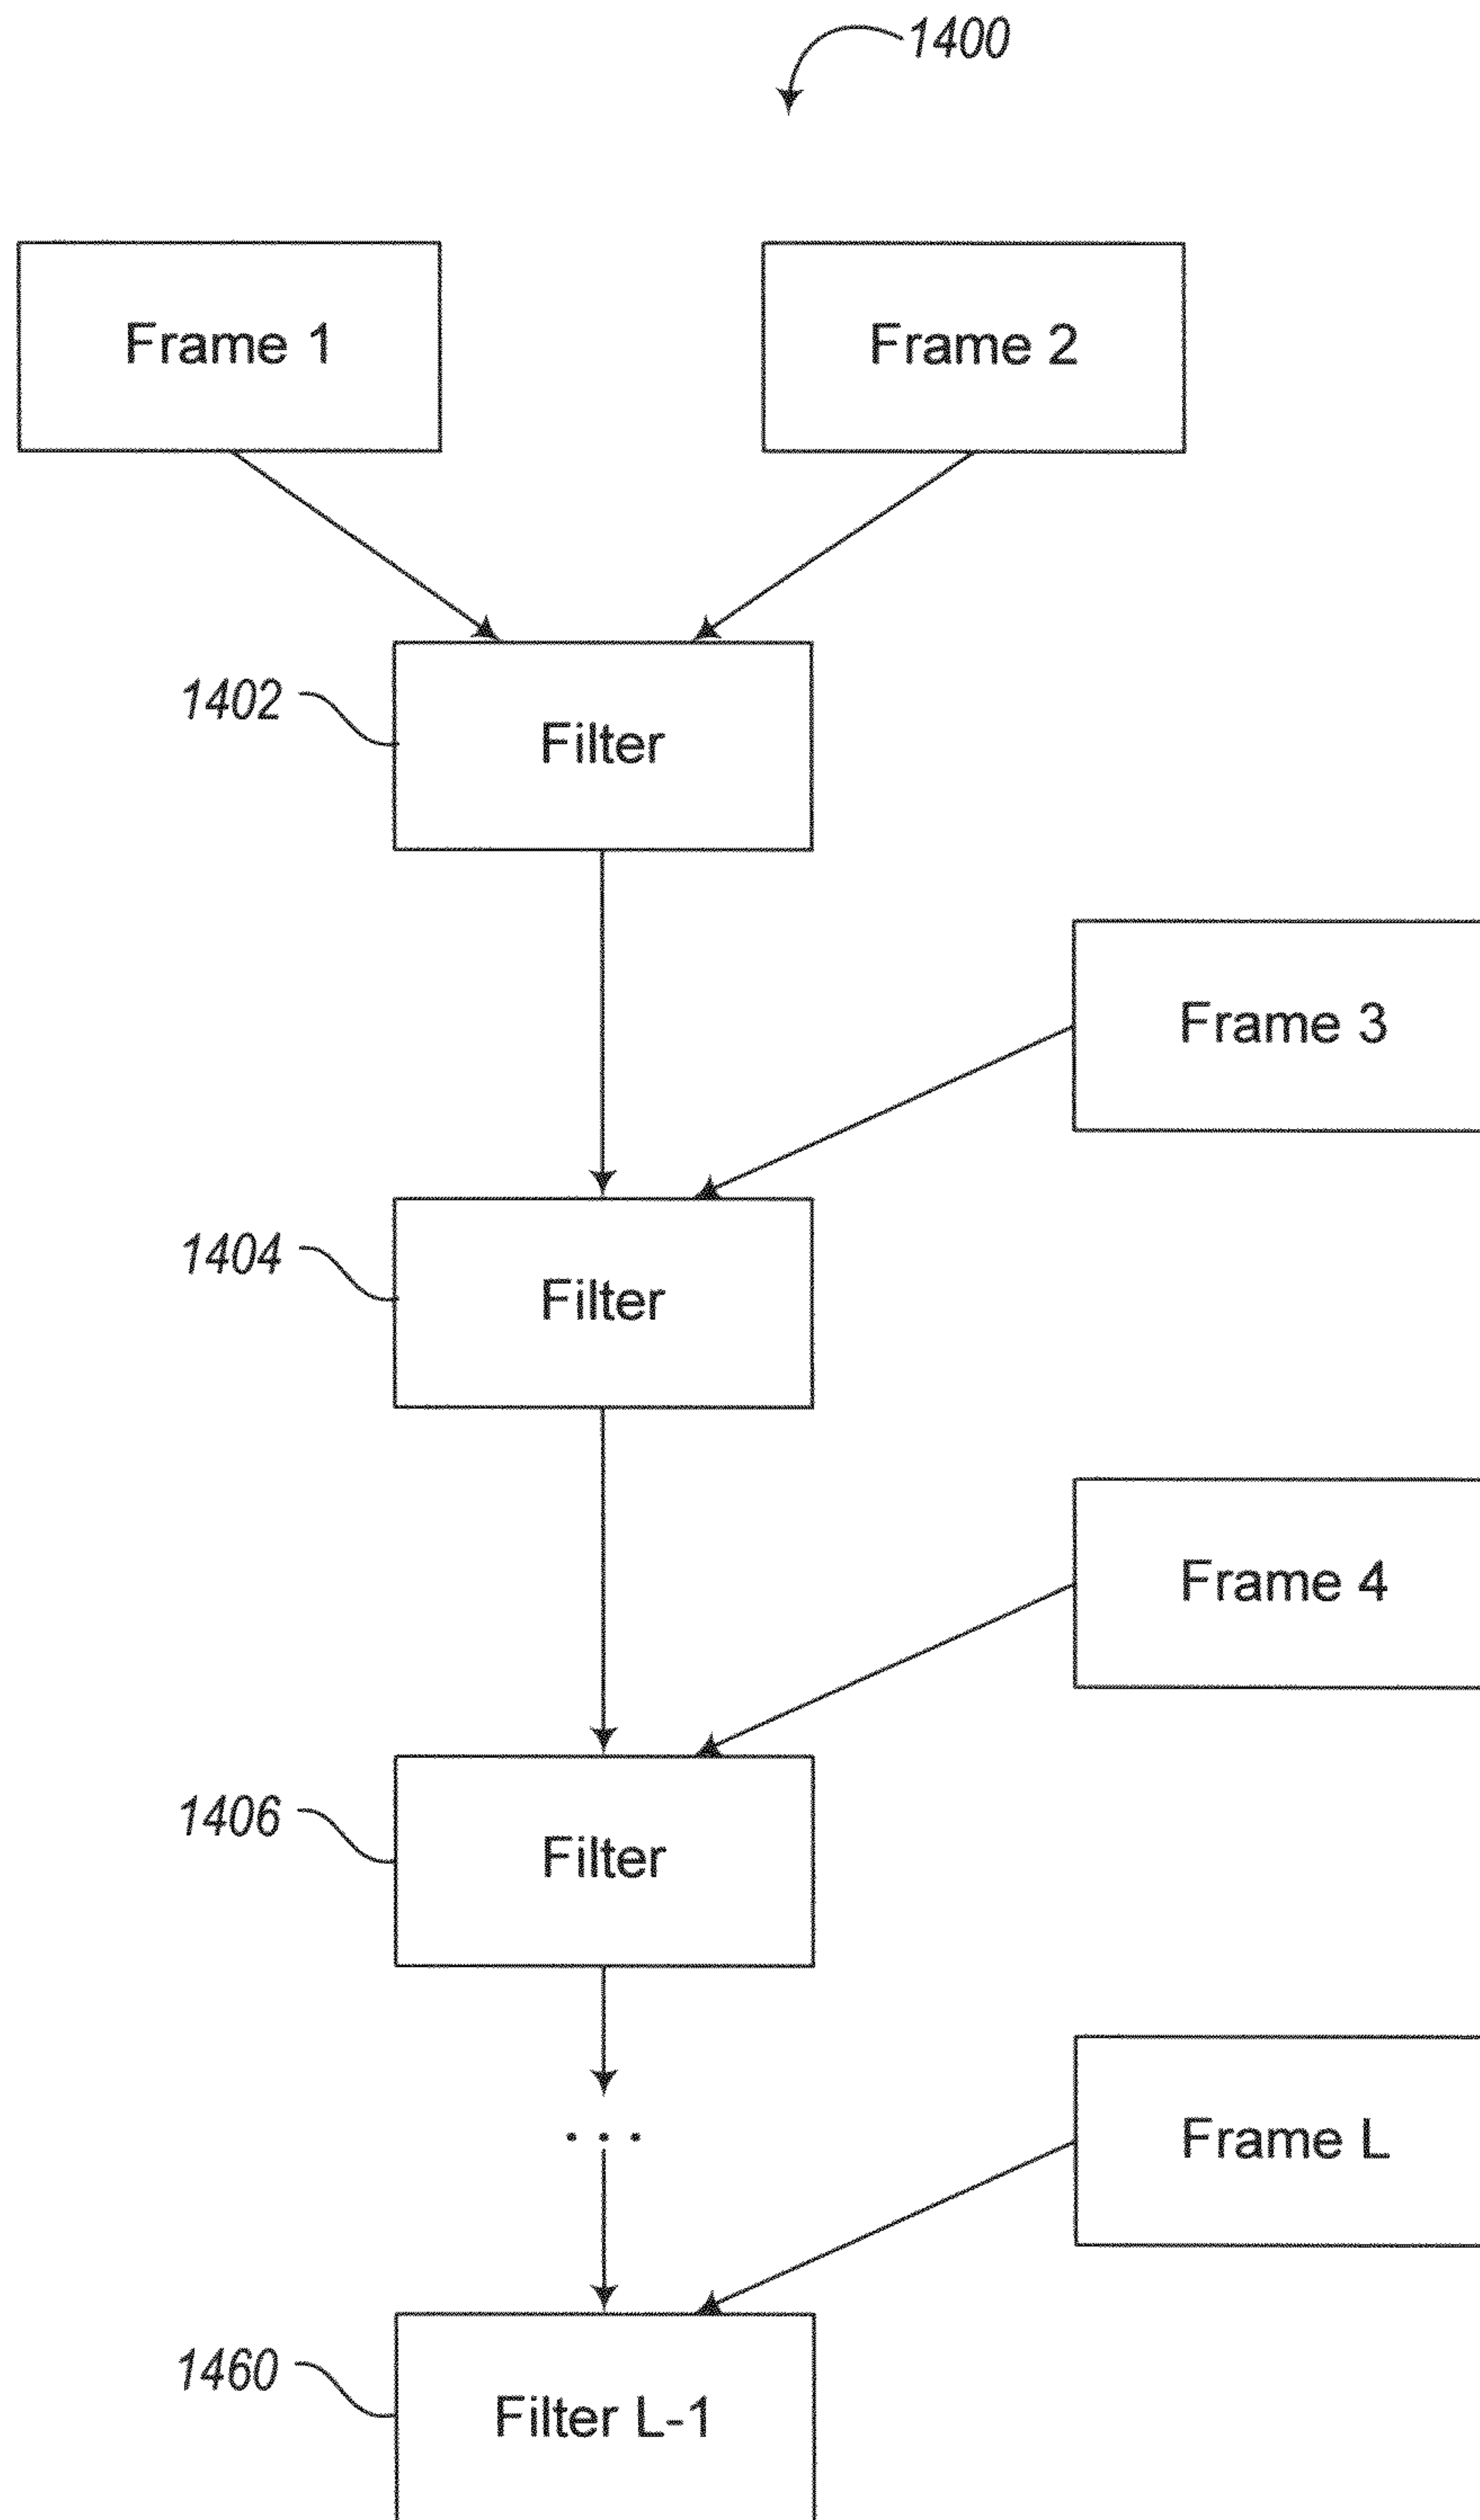 1400
Frame 1
Frame 2
1402
Filter
Frame 3
1404
Filter
Frame 4
1406
Filter
...
Frame L
1460
Filter L-1